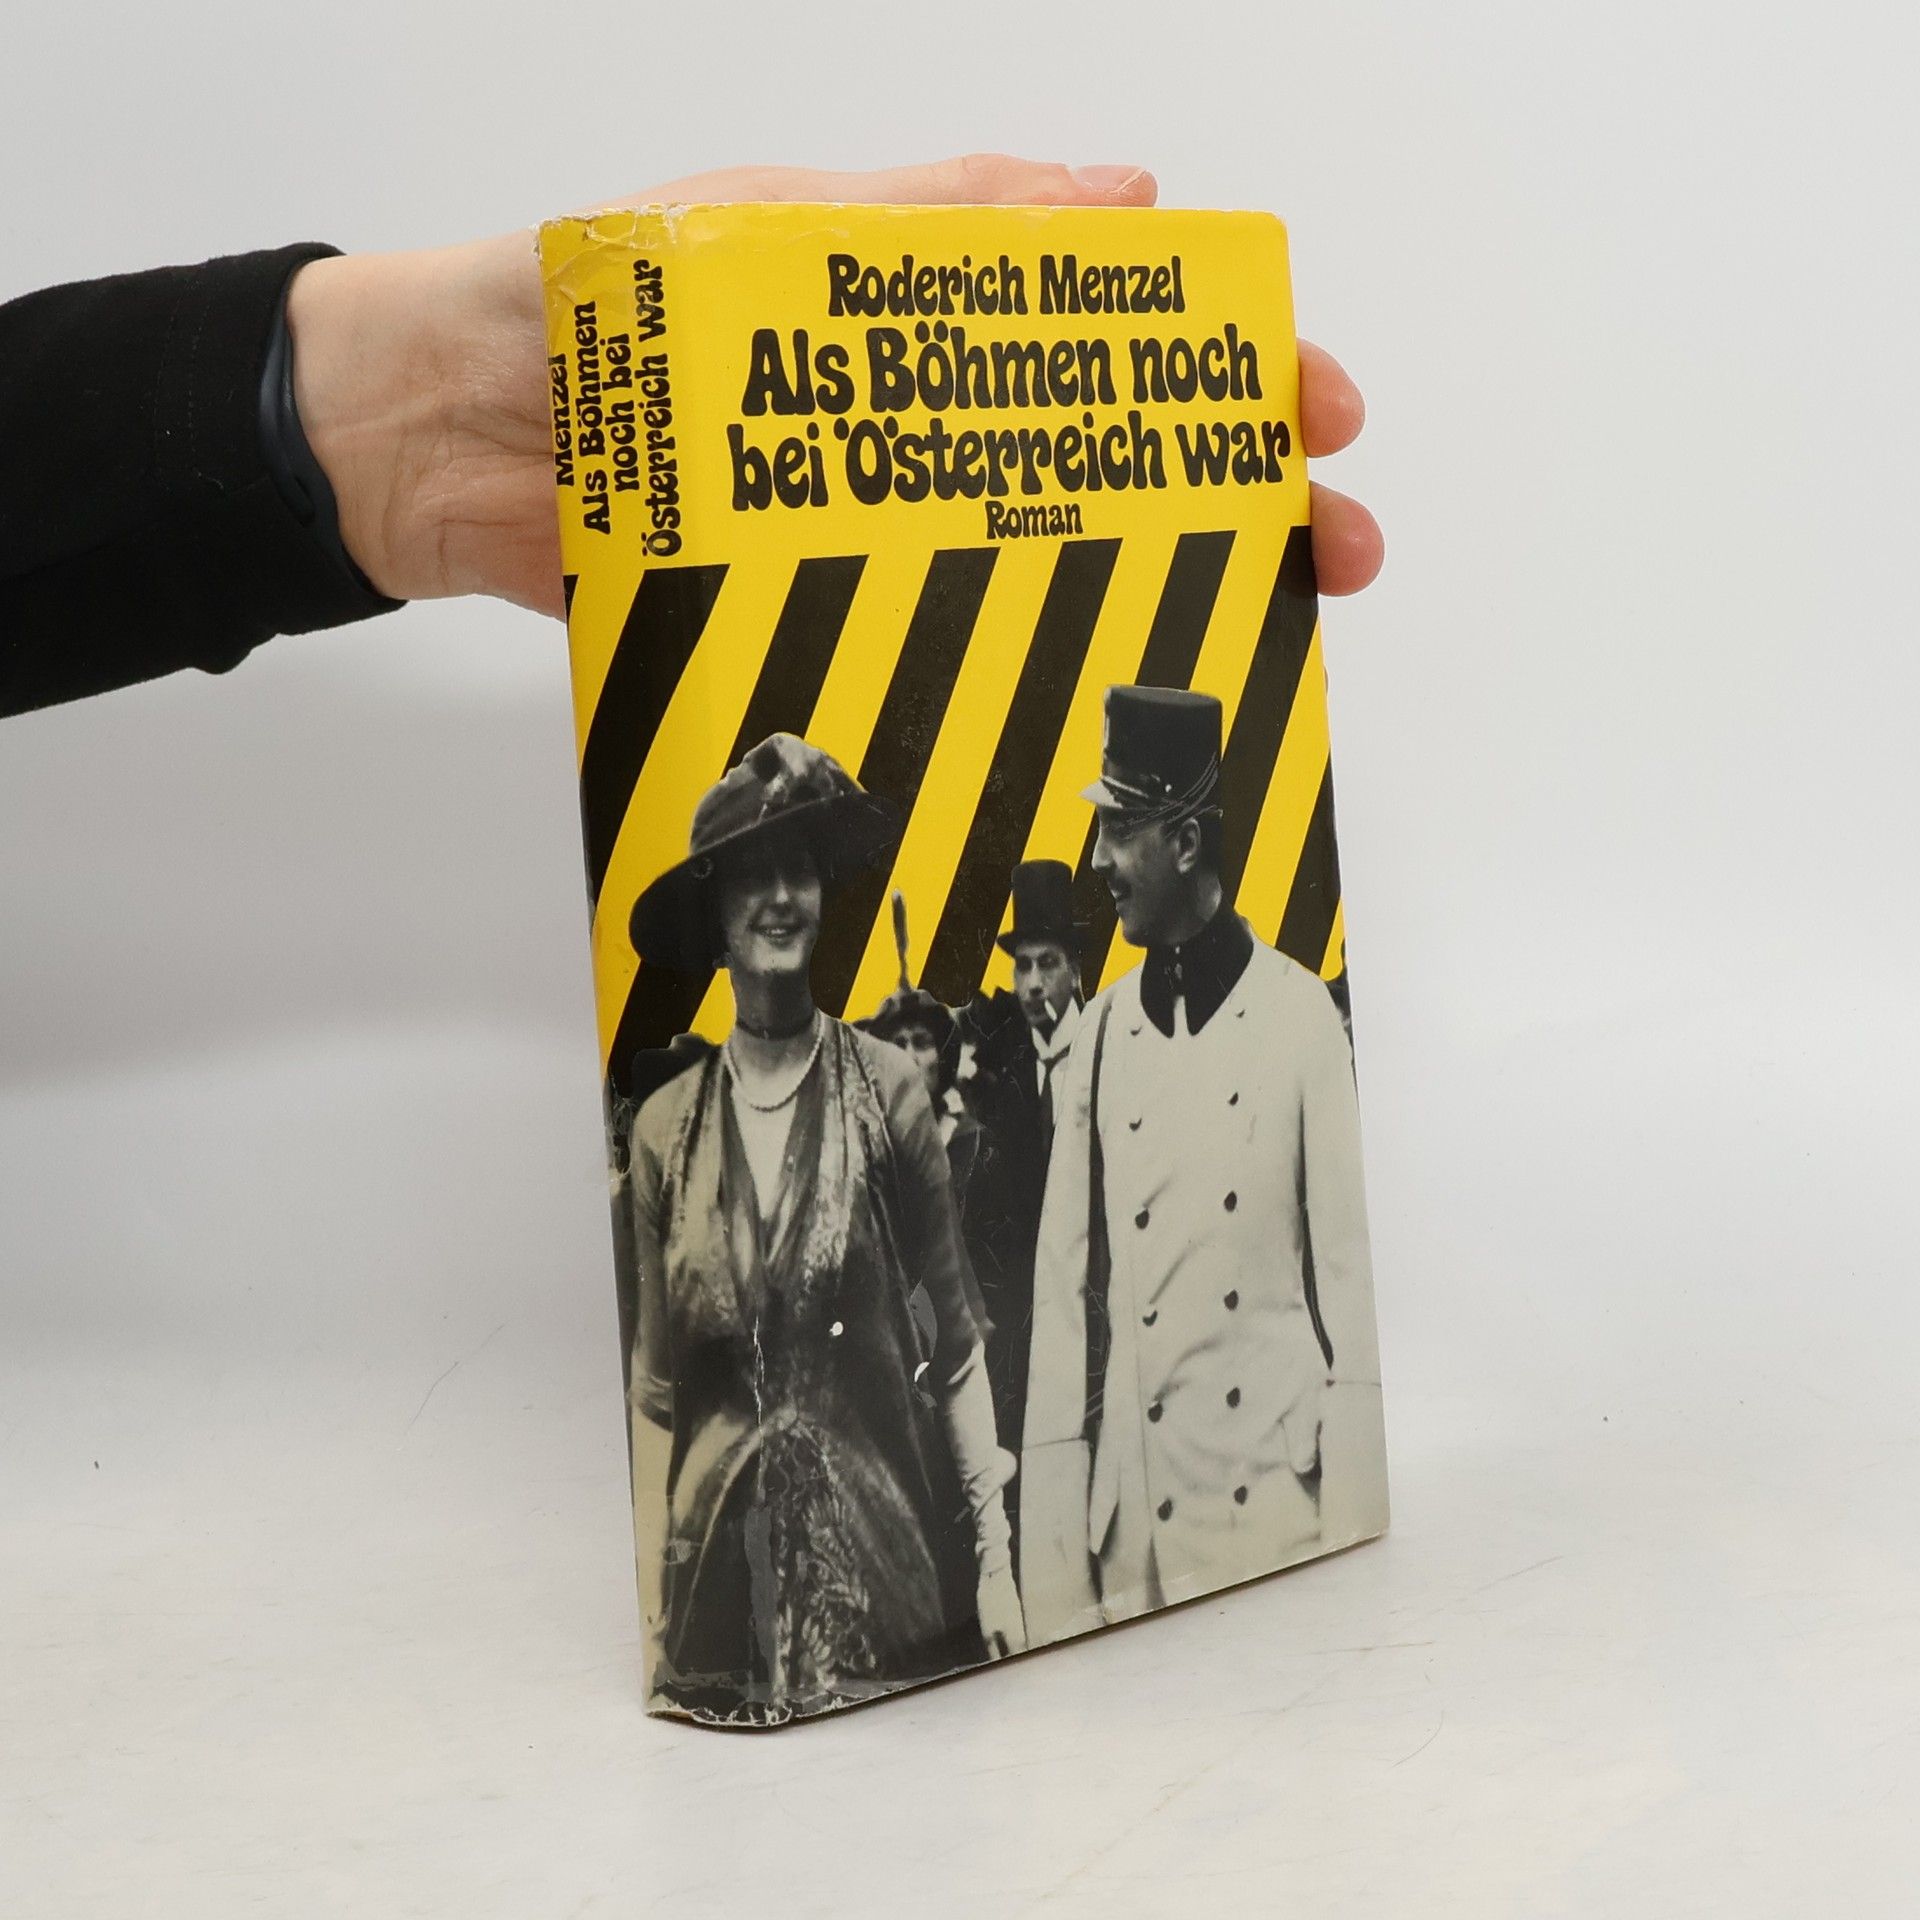 Roderich Menzel
Als Böhmen noch
bei Österreich war
Roman
Menzel
Als Böhmen
noch bei
Österreich war